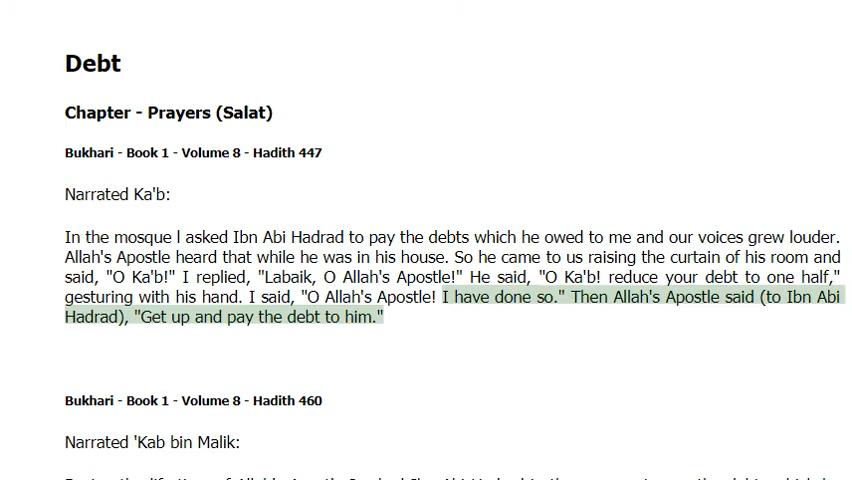 Debt
Chapter - Prayers (Salat)
Bukhari - Book 1 - Volume 8 - Hadith 447
Narrated Ka'b:
In the mosque l asked Ibn Abi Hadrad to pay the debts which he owed to me and our voices grew louder.
Allah's Apostle heard that while he was in his house. So he came to us raising the curtain of his room and
said, "O Ka'b!" I replied, "Labaik, O Allah's Apostle!" He said, "O Ka'b! reduce your debt to one half,"
gesturing with his hand. I said, "O Allah's Apostle! I have done so." Then Allah's Apostle said (to Ibn Abi
Hadrad), "Get up and pay the debt to him."
Bukhari - Book 1 - Volume 8 - Hadith 460
Narrated 'Kab bin Malik: